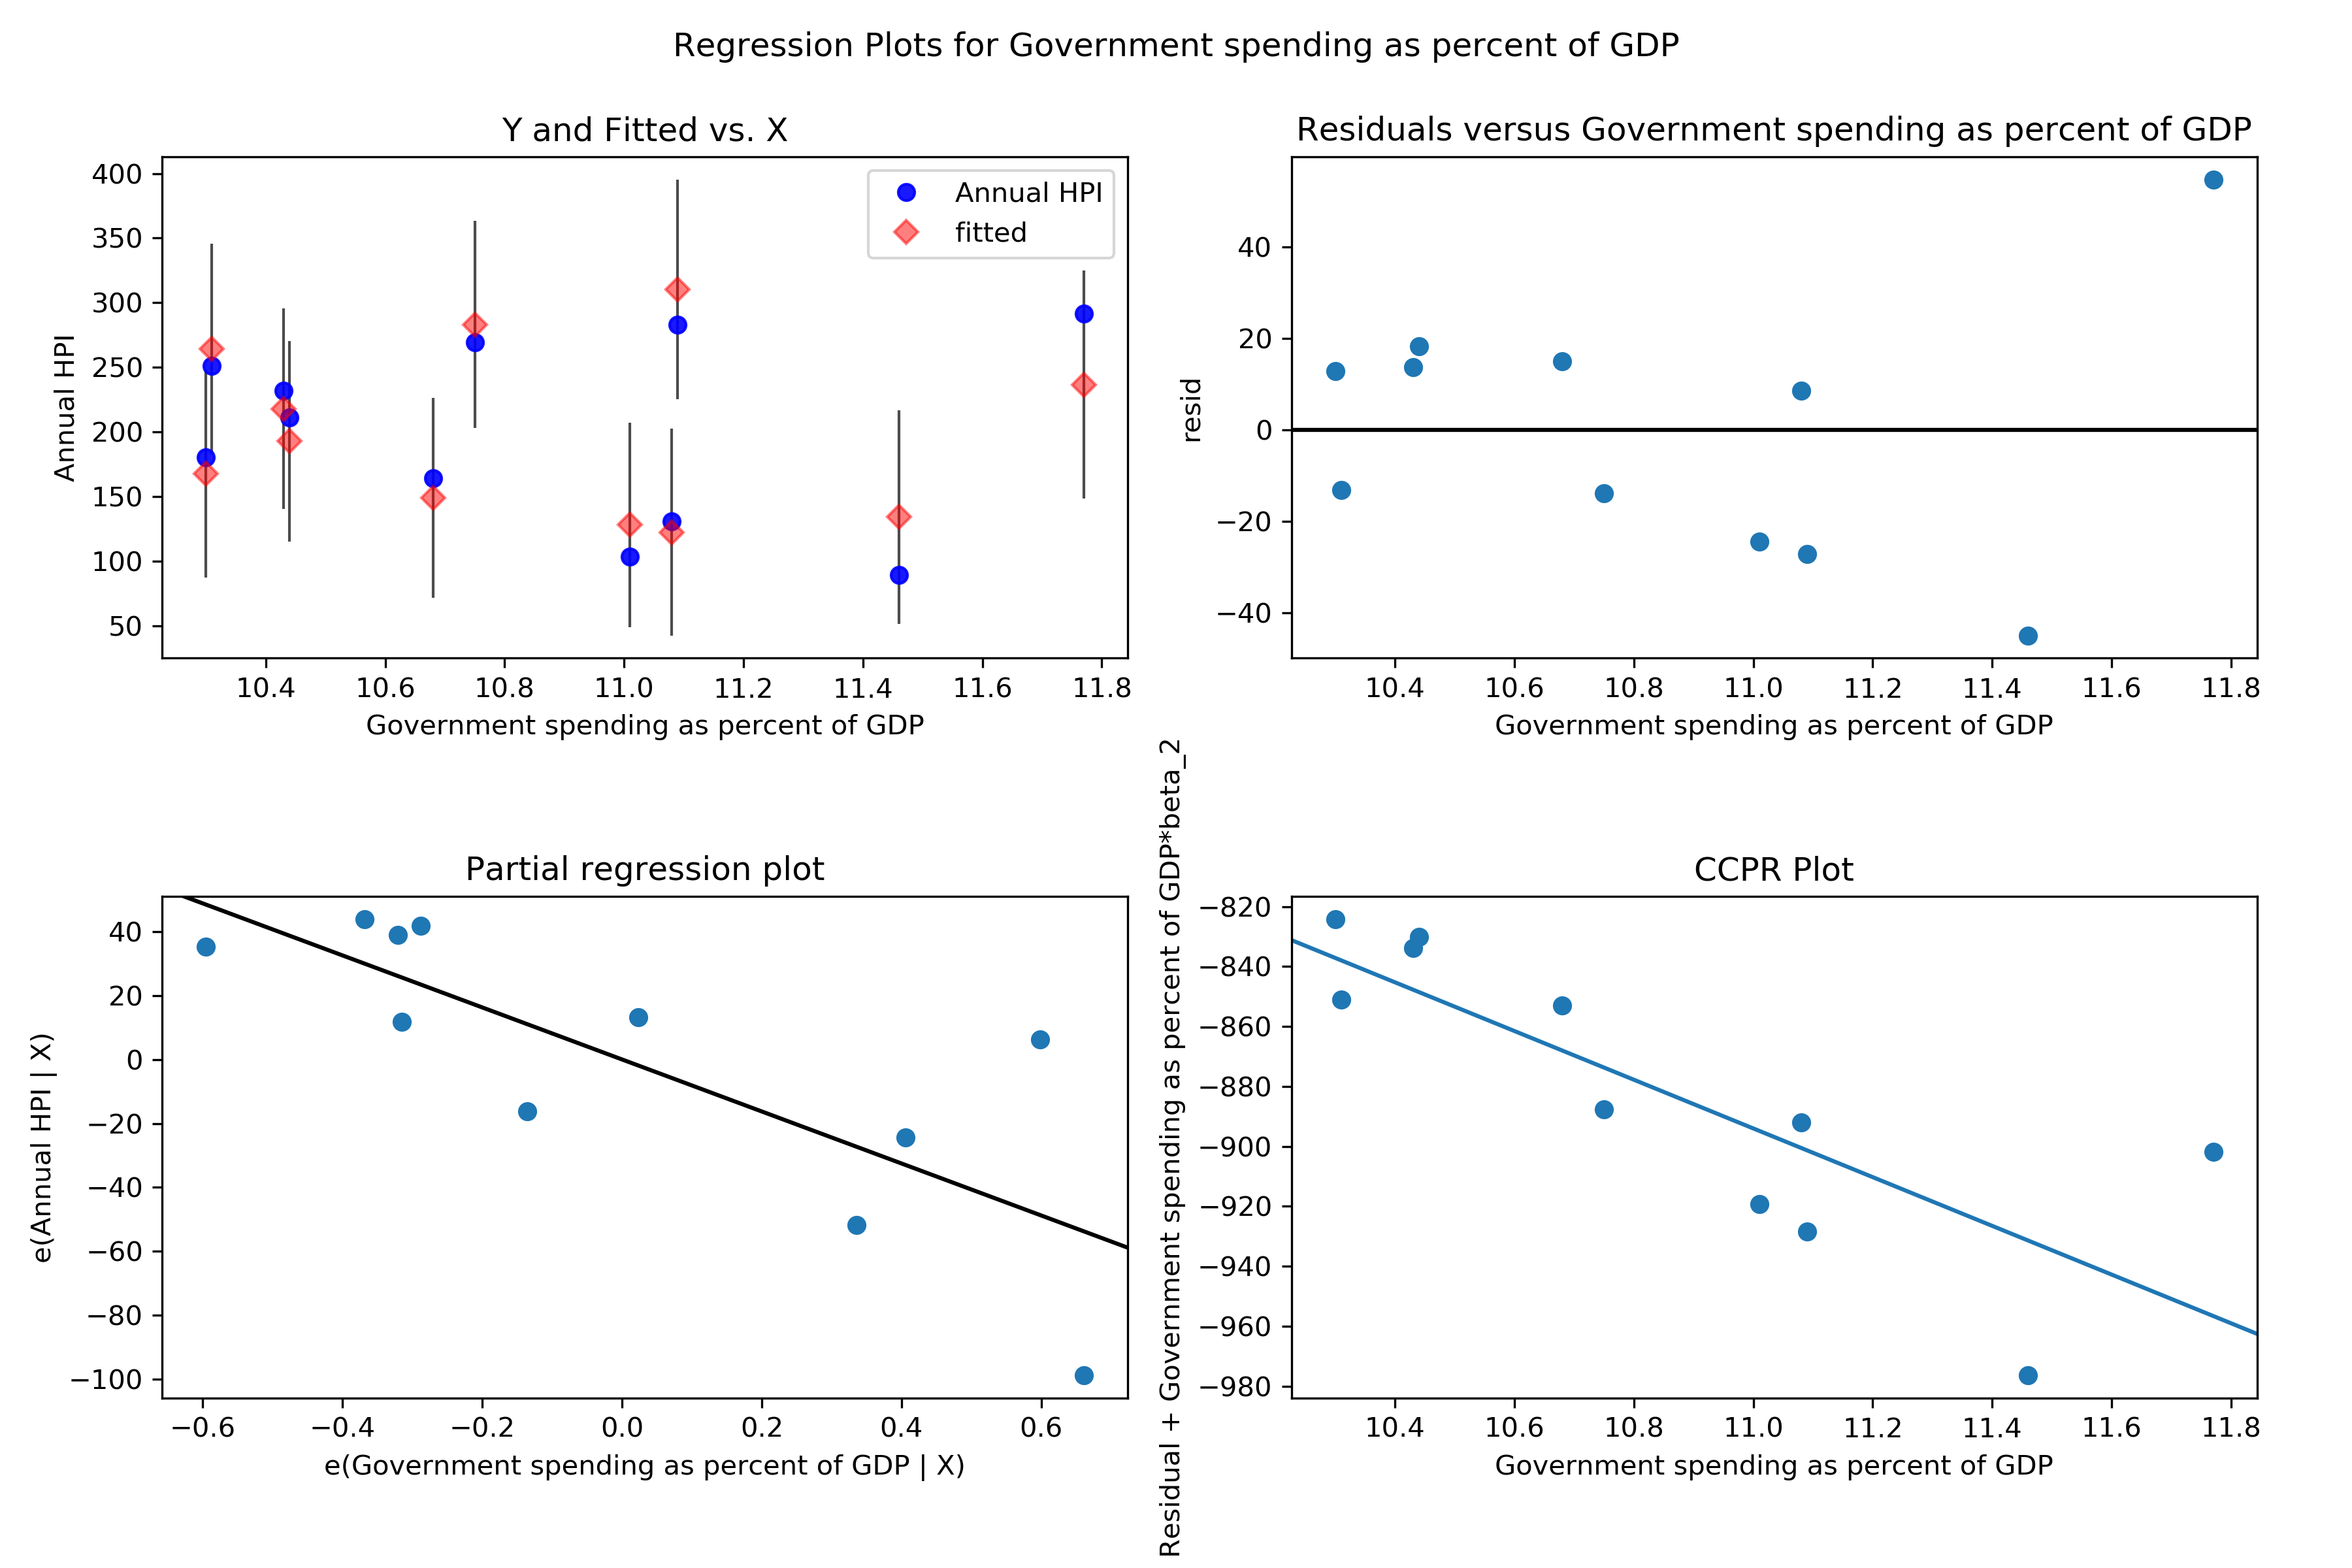 Regression Plots for Government spending as percent of GDP
Y and Fitted vs. X
Annual HPI
fitted
400
350
300
250
200
150
100
50
Annual HPI
10.4 10.6 10.8 11.0 11.2 11.4 11.6 11.8
Government spending as percent of GDP
Residuals versus Government spending as percent of GDP
40
20
0
−20
−40
resid
10.4 10.6 10.8 11.0 11.2 11.4 11.6 11.8
Government spending as percent of GDP
Partial regression plot
40
20
0
−20
−40
−60
−80
−100
e(Annual HPI | X)
−0.6 −0.4 −0.2 0.0 0.2 0.4 0.6
e(Government spending as percent of GDP | X)
CCPR Plot
−820
−840
−860
−880
−900
−920
−940
−960
−980
Residual + Government spending as percent of GDP*beta_2
10.4 10.6 10.8 11.0 11.2 11.4 11.6 11.8
Government spending as percent of GDP